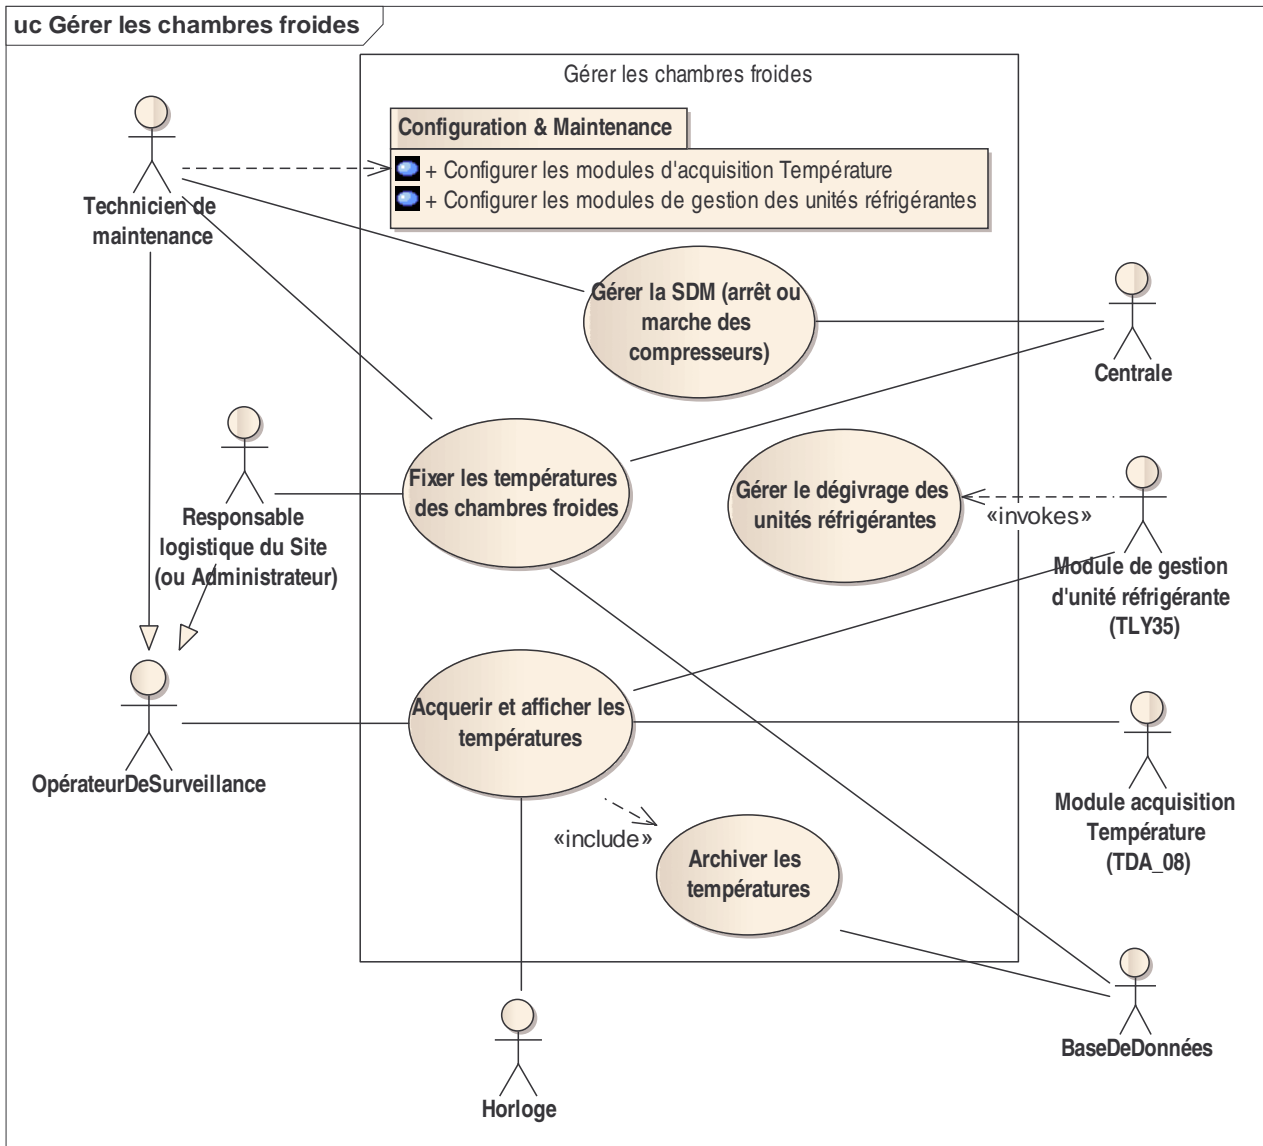 uc Gérer les chambres froides
Gérer les chambres froides
Configuration & Maintenance
+ Configurer les modules d'acquisition Température
+ Configurer les modules de gestion des unités réfrigérantes
Technicien de
maintenance
Gérer la SDM (arrêt ou
marche des
compresseurs)
Centrale
Fixer les températures
des chambres froides
Gérer le dégivrage des
unités réfrigérantes
«invokes»
Responsable
logistique du Site
(ou Administrateur)
Module de gestion
d'unité réfrigérante
(TLY35)
Acquerir et afficher les
températures
OpérateurDeSurveillance
Module acquisition
Température
(TDA_08)
«include»
Archiver les
températures
BaseDeDonnées
Horloge